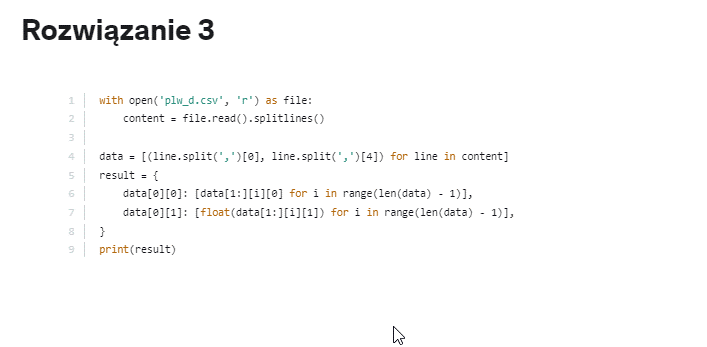 Rozwiązanie 3
1 with open('plw_d.csv', 'r') as file:
2     content = file.read().splitlines()
3
4 data = [(line.split(',')[0], line.split(',')[4]) for line in content]
5 result = {
6     data[0][0]: [data[1:][i][0] for i in range(len(data) - 1)],
7     data[0][1]: [float(data[1:][i][1]) for i in range(len(data) - 1)],
8 }
9 print(result)